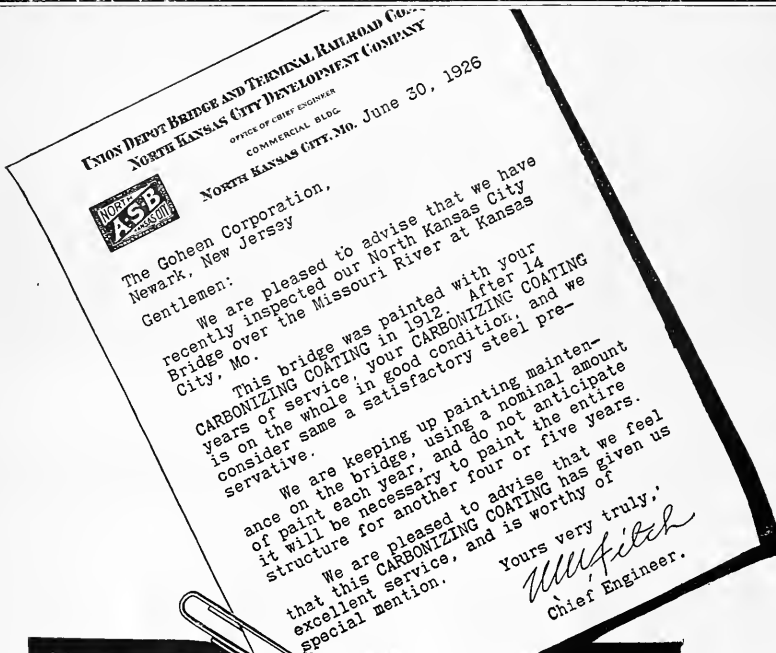 UNION DEPOT BRIDGE AND TERMINAL RAILROAD
NORTH KANSAS CITY DEVELOPMENT COMPANY
OFFICE OF CHIEF ENGINEER
COMMERCIAL BLDG.
NORTH KANSAS CITY, MO. June 30, 1926
NORTH
A·S·B
KANSAS CITY
The Goheen Corporation,
Newark, New Jersey
Gentlemen:
We are pleased to advise that we have
recently inspected our North Kansas City
Bridge over the Missouri River at Kansas
City, Mo.
This bridge was painted with your
CARBONIZING COATING in 1912. After 14
years of service, your CARBONIZING COATING
is on the whole in good condition, and we
consider same a satisfactory steel pre-
servative.
We are keeping up painting mainten-
ance on the bridge, using a nominal amount
of paint each year, and do not anticipate
it will be necessary to paint the entire
structure for another four or five years.
We are pleased to advise that we feel
that this CARBONIZING COATING has given us
excellent service, and is worthy of
special mention.
Yours very truly,
Fitch
Chief Engineer.